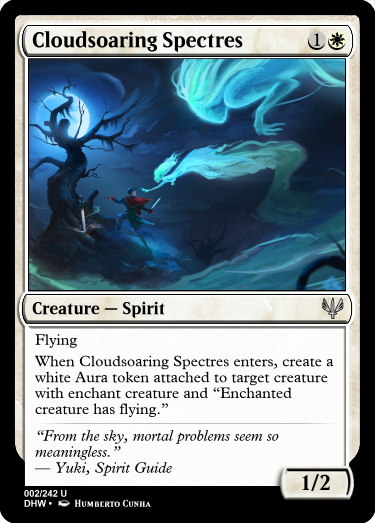 Cloudsoaring Spectres 1
Creature — Spirit
Flying
When Cloudsoaring Spectres enters, create a
white Aura token attached to target creature
with enchant creature and “Enchanted
creature has flying.”
“From the sky, mortal problems seem so
meaningless.”
— Yuki, Spirit Guide
1/2
002/242 U
DHW • Humberto Cunha